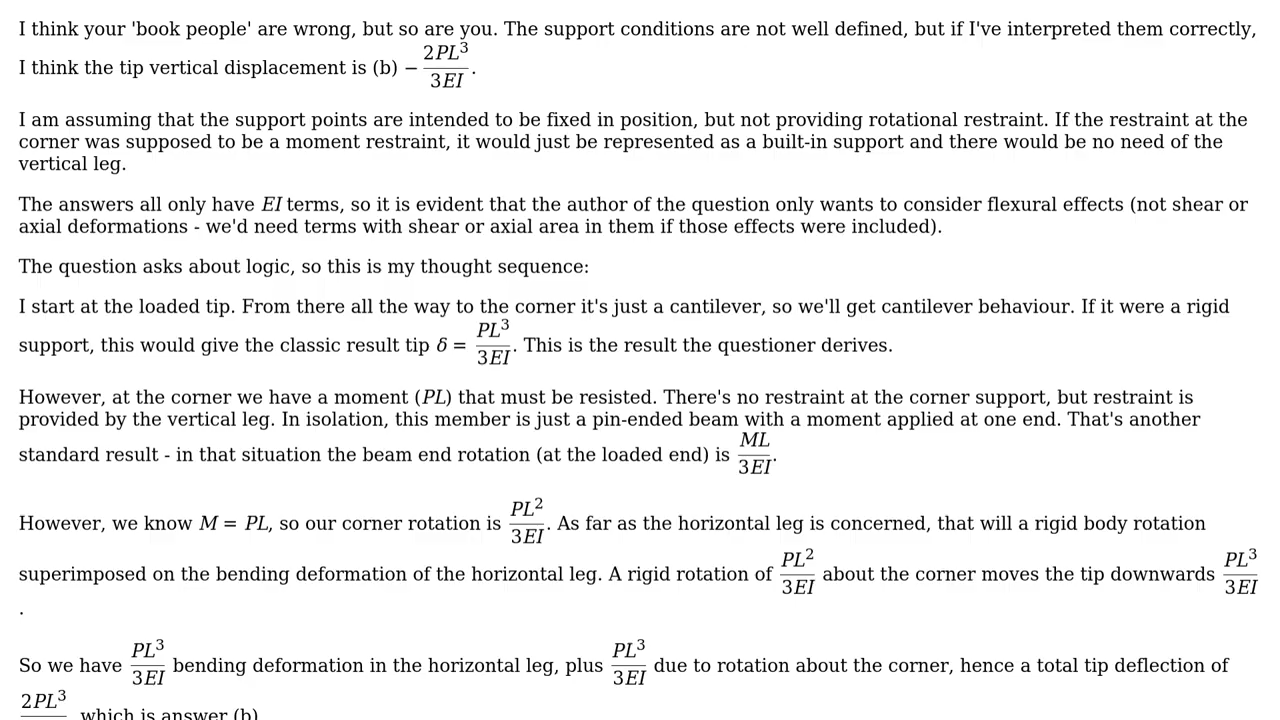 I think your 'book people' are wrong, but so are you. The support conditions are not well defined, but if I've interpreted them correctly,
I think the tip vertical displacement is (b) − 2PL³/3EI.
I am assuming that the support points are intended to be fixed in position, but not providing rotational restraint. If the restraint at the
corner was supposed to be a moment restraint, it would just be represented as a built-in support and there would be no need of the
vertical leg.
The answers all only have EI terms, so it is evident that the author of the question only wants to consider flexural effects (not shear or
axial deformations - we'd need terms with shear or axial area in them if those effects were included).
The question asks about logic, so this is my thought sequence:
I start at the loaded tip. From there all the way to the corner it's just a cantilever, so we'll get cantilever behaviour. If it were a rigid
support, this would give the classic result tip δ = PL³/3EI. This is the result the questioner derives.
However, at the corner we have a moment (PL) that must be resisted. There's no restraint at the corner support, but restraint is
provided by the vertical leg. In isolation, this member is just a pin-ended beam with a moment applied at one end. That's another
standard result - in that situation the beam end rotation (at the loaded end) is ML/3EI.
However, we know M = PL, so our corner rotation is PL²/3EI. As far as the horizontal leg is concerned, that will a rigid body rotation
superimposed on the bending deformation of the horizontal leg. A rigid rotation of PL²/3EI about the corner moves the tip downwards PL³/3EI
.
So we have PL³/3EI bending deformation in the horizontal leg, plus PL³/3EI due to rotation about the corner, hence a total tip deflection of
2PL³ which is answer (b)